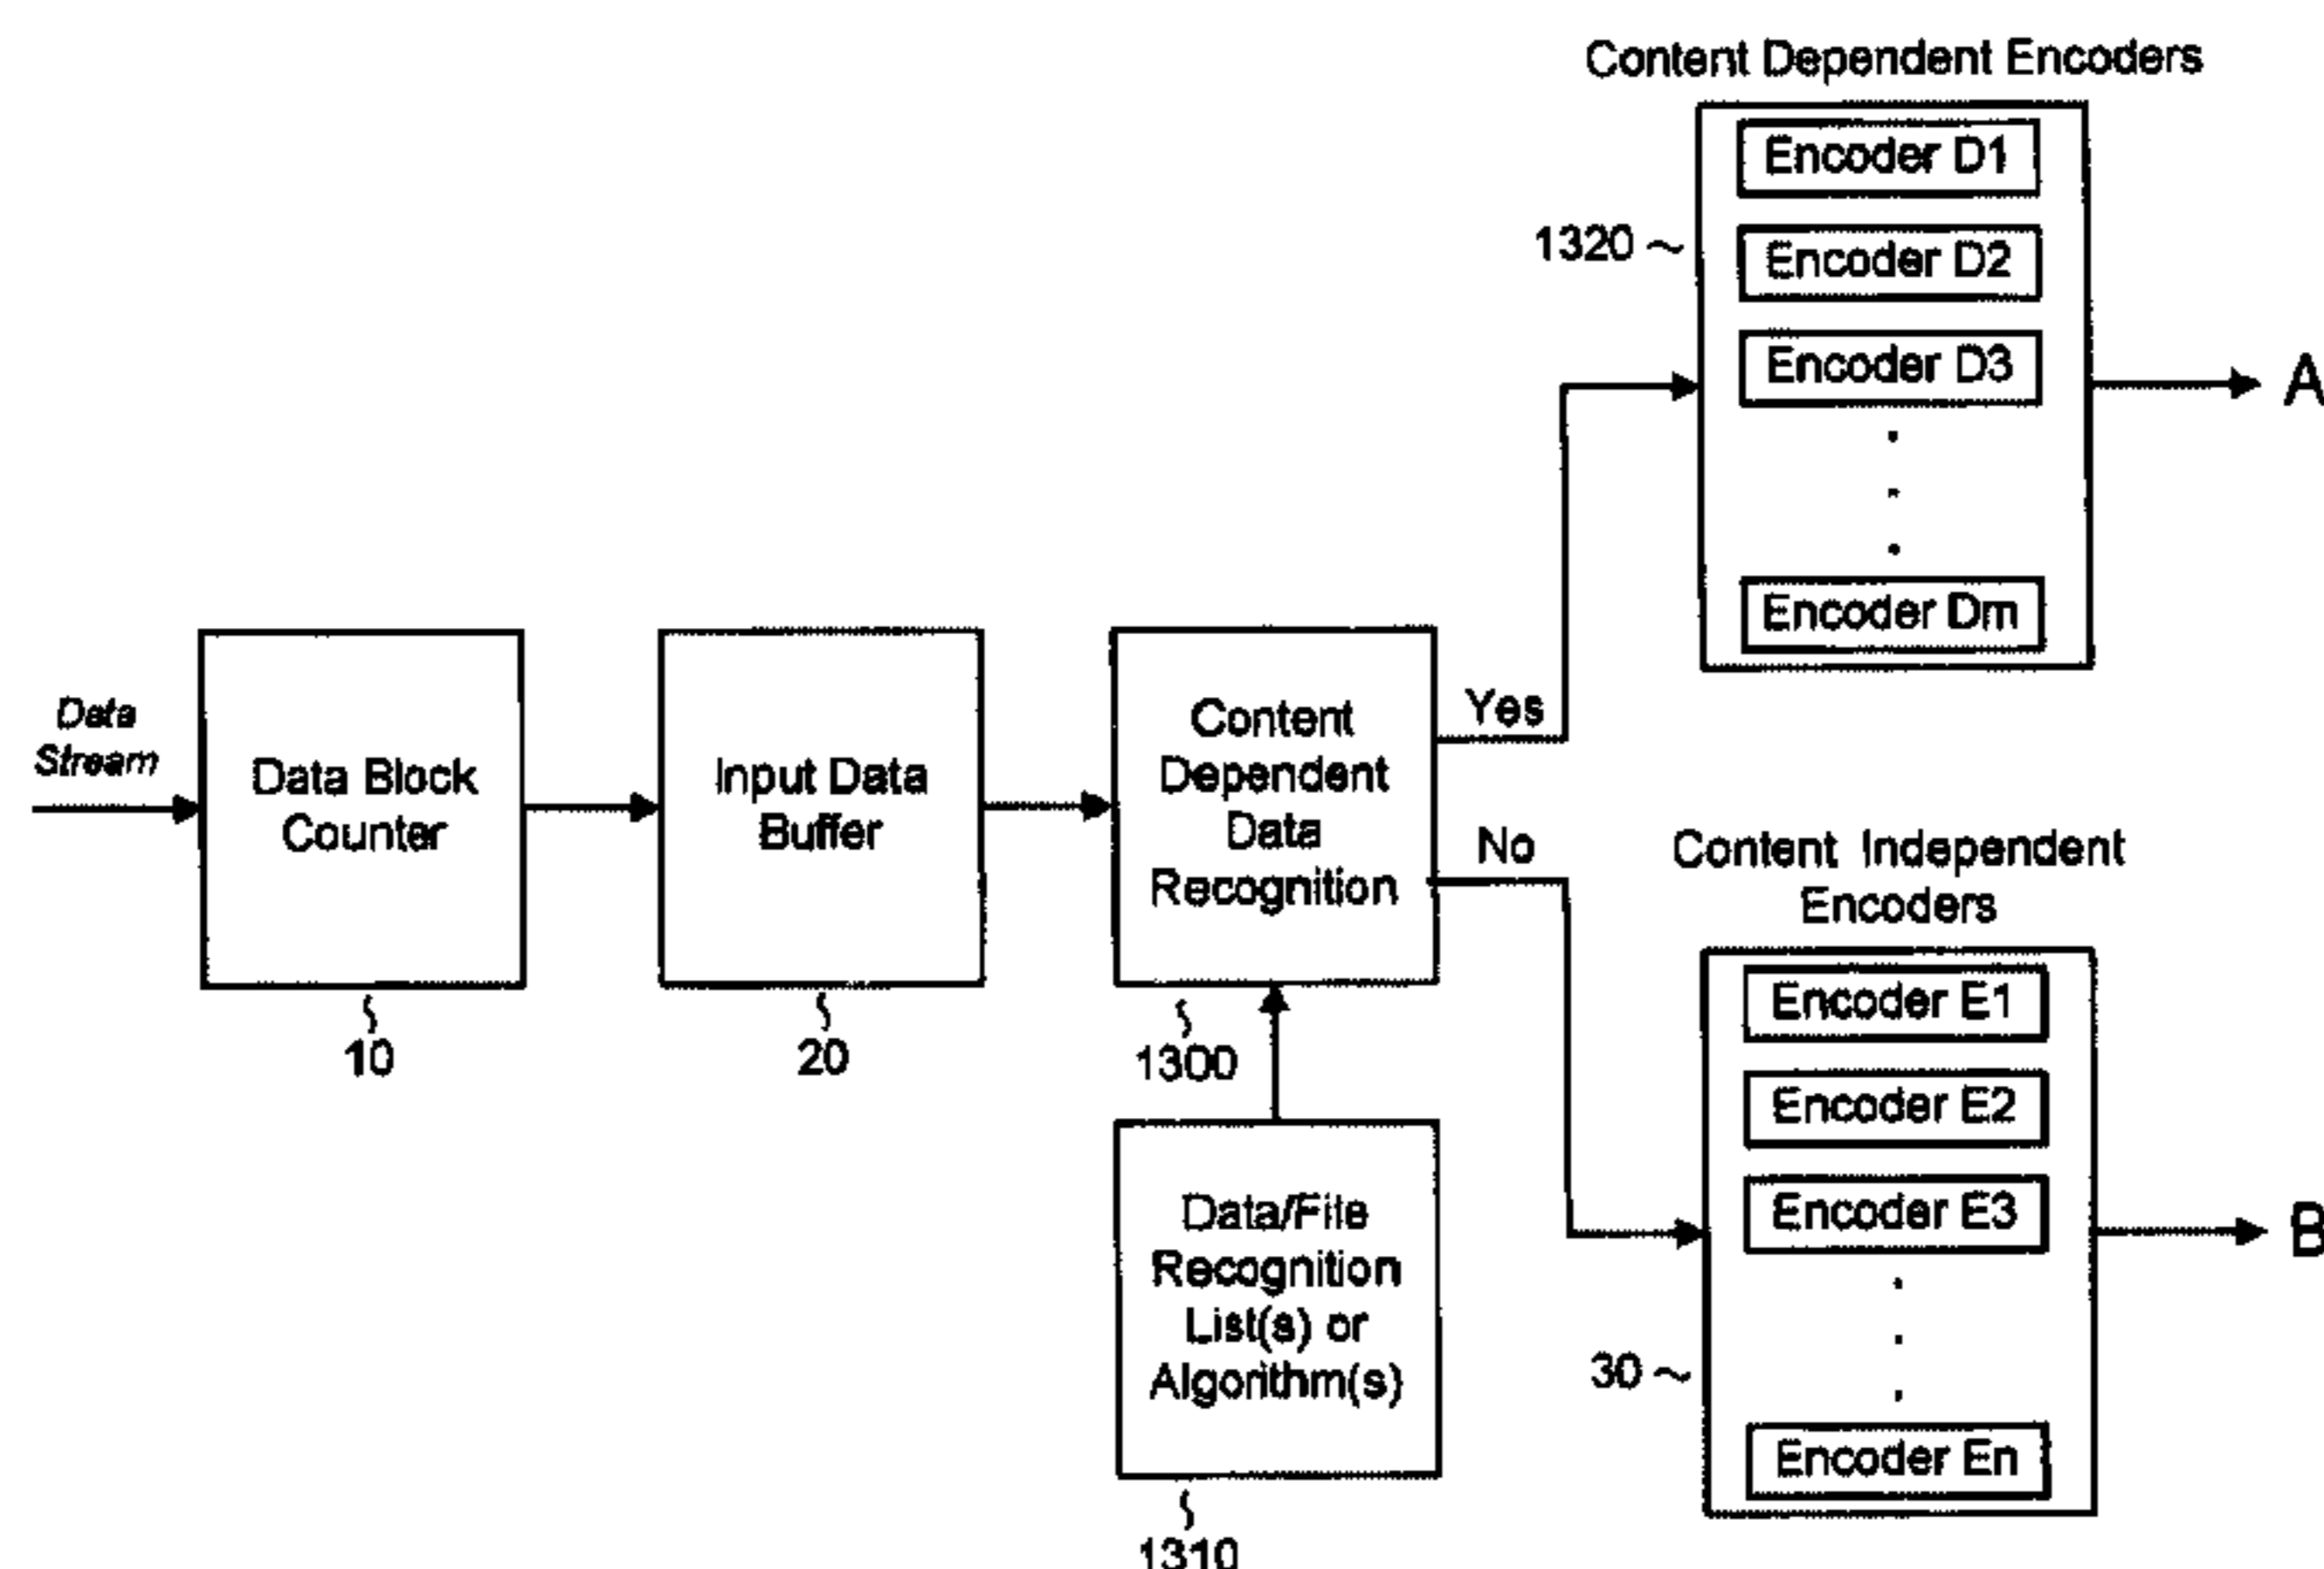 Content Dependent Encoders
Encoder D1
1320
Encoder D2
Encoder D3
A
Encoder Dm
Data
Stream
Data Block
Counter
10
Input Data
Buffer
20
Content
Dependent
Data
Recognition
1300
Yes
No
Data/File
Recognition
List(s) or
Algorithm(s)
1310
Content Independent
Encoders
Encoder E1
Encoder E2
Encoder E3
B
30
Encoder En